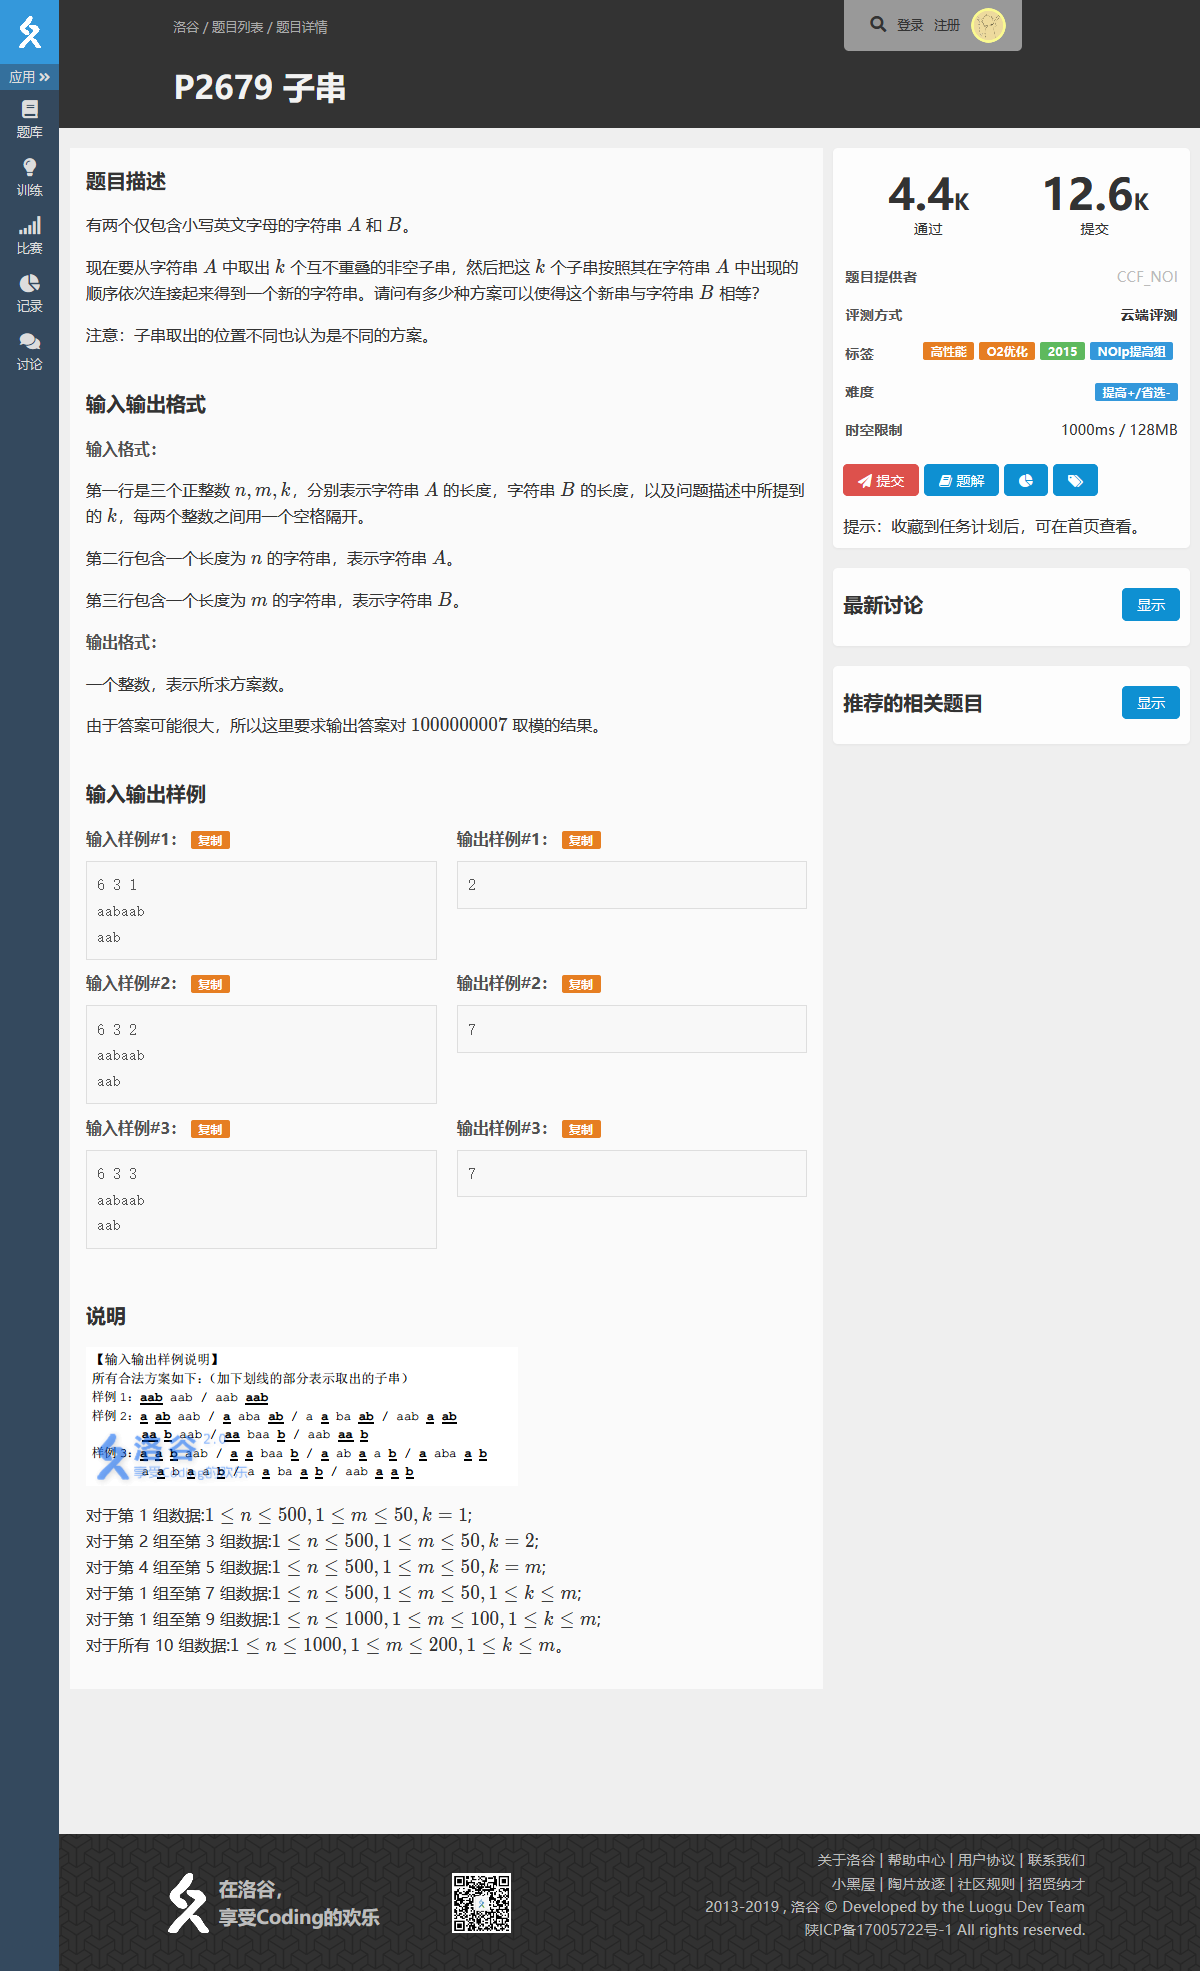 洛谷 / 题目列表 / 题目详情
登录 注册
P2679 子串
应用
题库
训练
比赛
记录
讨论
题目描述
有两个仅包含小写英文字母的字符串 A 和 B。
现在要从字符串 A 中取出 k 个互不重叠的非空子串，然后把这 k 个子串按照其在字符串 A 中出现的
顺序依次连接起来得到一个新的字符串。请问有多少种方案可以使得这个新串与字符串 B 相等？
注意：子串取出的位置不同也认为是不同的方案。
输入输出格式
输入格式：
第一行是三个正整数 n, m, k，分别表示字符串 A 的长度，字符串 B 的长度，以及问题描述中所提到
的 k，每两个整数之间用一个空格隔开。
第二行包含一个长度为 n 的字符串，表示字符串 A。
第三行包含一个长度为 m 的字符串，表示字符串 B。
输出格式：
一个整数，表示所求方案数。
由于答案可能很大，所以这里要求输出答案对 1000000007 取模的结果。
输入输出样例
输入样例#1： 复制
6 3 1
aabaab
aab
输出样例#1： 复制
2
输入样例#2： 复制
6 3 2
aabaab
aab
输出样例#2： 复制
7
输入样例#3： 复制
6 3 3
aabaab
aab
输出样例#3： 复制
7
说明
【输入输出样例说明】
所有合法方案如下：（加下划线的部分表示取出的子串）
样例 1：aab aab / aab aab
样例 2：a ab aab / a aba ab / a a ba ab / aab a ab
aa b aab / aa baa b / aab aa b
样例 3：a a b aab / a a baa b / a ab a a b / a aba a b
a a b a a b / a a ba a b / aab a a b
洛谷 2.0
享受Coding的欢乐
对于第 1 组数据:1 ≤ n ≤ 500, 1 ≤ m ≤ 50, k = 1;
对于第 2 组至第 3 组数据:1 ≤ n ≤ 500, 1 ≤ m ≤ 50, k = 2;
对于第 4 组至第 5 组数据:1 ≤ n ≤ 500, 1 ≤ m ≤ 50, k = m;
对于第 1 组至第 7 组数据:1 ≤ n ≤ 500, 1 ≤ m ≤ 50, 1 ≤ k ≤ m;
对于第 1 组至第 9 组数据:1 ≤ n ≤ 1000, 1 ≤ m ≤ 100, 1 ≤ k ≤ m;
对于所有 10 组数据:1 ≤ n ≤ 1000, 1 ≤ m ≤ 200, 1 ≤ k ≤ m。
4.4K
通过
12.6K
提交
题目提供者 CCF_NOI
评测方式 云端评测
标签 高性能 O2优化 2015 NOIp提高组
难度 提高+/省选-
时空限制 1000ms / 128MB
提交 题解
提示：收藏到任务计划后，可在首页查看。
最新讨论 显示
推荐的相关题目 显示
在洛谷，
享受Coding的欢乐
关于洛谷 | 帮助中心 | 用户协议 | 联系我们
小黑屋 | 陶片放逐 | 社区规则 | 招贤纳才
2013-2019 , 洛谷 © Developed by the Luogu Dev Team
陕ICP备17005722号-1 All rights reserved.